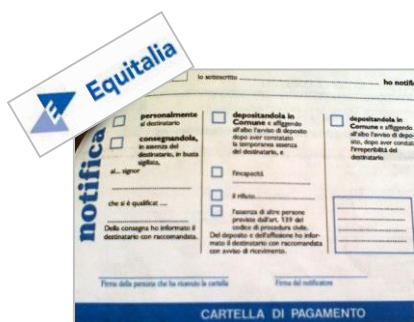 Equitalia
lo sottoscritto
ho notific
notifica
personalmente
al destinatario
consegnandola,
in assenza del
destinatario, in busta
sigillata,
al... signor
che si è qualificat ....
Della consegna ho informato il
destinatario con raccomandata.
depositandola in
Comune e affiggendo
all'albo l'avviso di deposito
dopo aver constatato
la temporanea assenza
del destinatario, e
l'incapacità
il rifiuto
l'assenza di altre persone
previste dall'art. 139 del
codice di procedura civile.
Del deposito e dell'affissione ho infor-
mato il destinatario con raccomandata
con avviso di ricevimento.
depositandola in
Comune e affiggendo
all'albo l'avviso di depo-
sito, dopo aver constatato
l'irreperibilità del
destinatario
Firma della persona che ha ricevuto la cartella
Firma del notificatore
CARTELLA DI PAGAMENTO